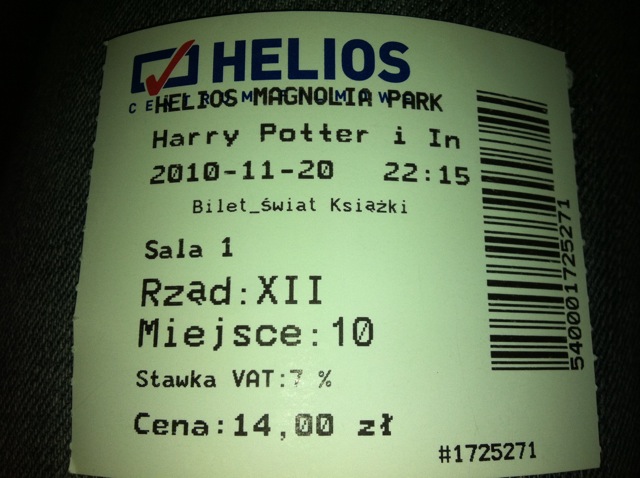 HELIOS
HELIOS MAGNOLIA PARK
Harry Potter i In
2010-11-20 22:15
Bilet_świat Książki
Sala 1
Rząd:XII
Miejsce:10
Stawka VAT:7 %
Cena:14,00 zł
#1725271
540001725271